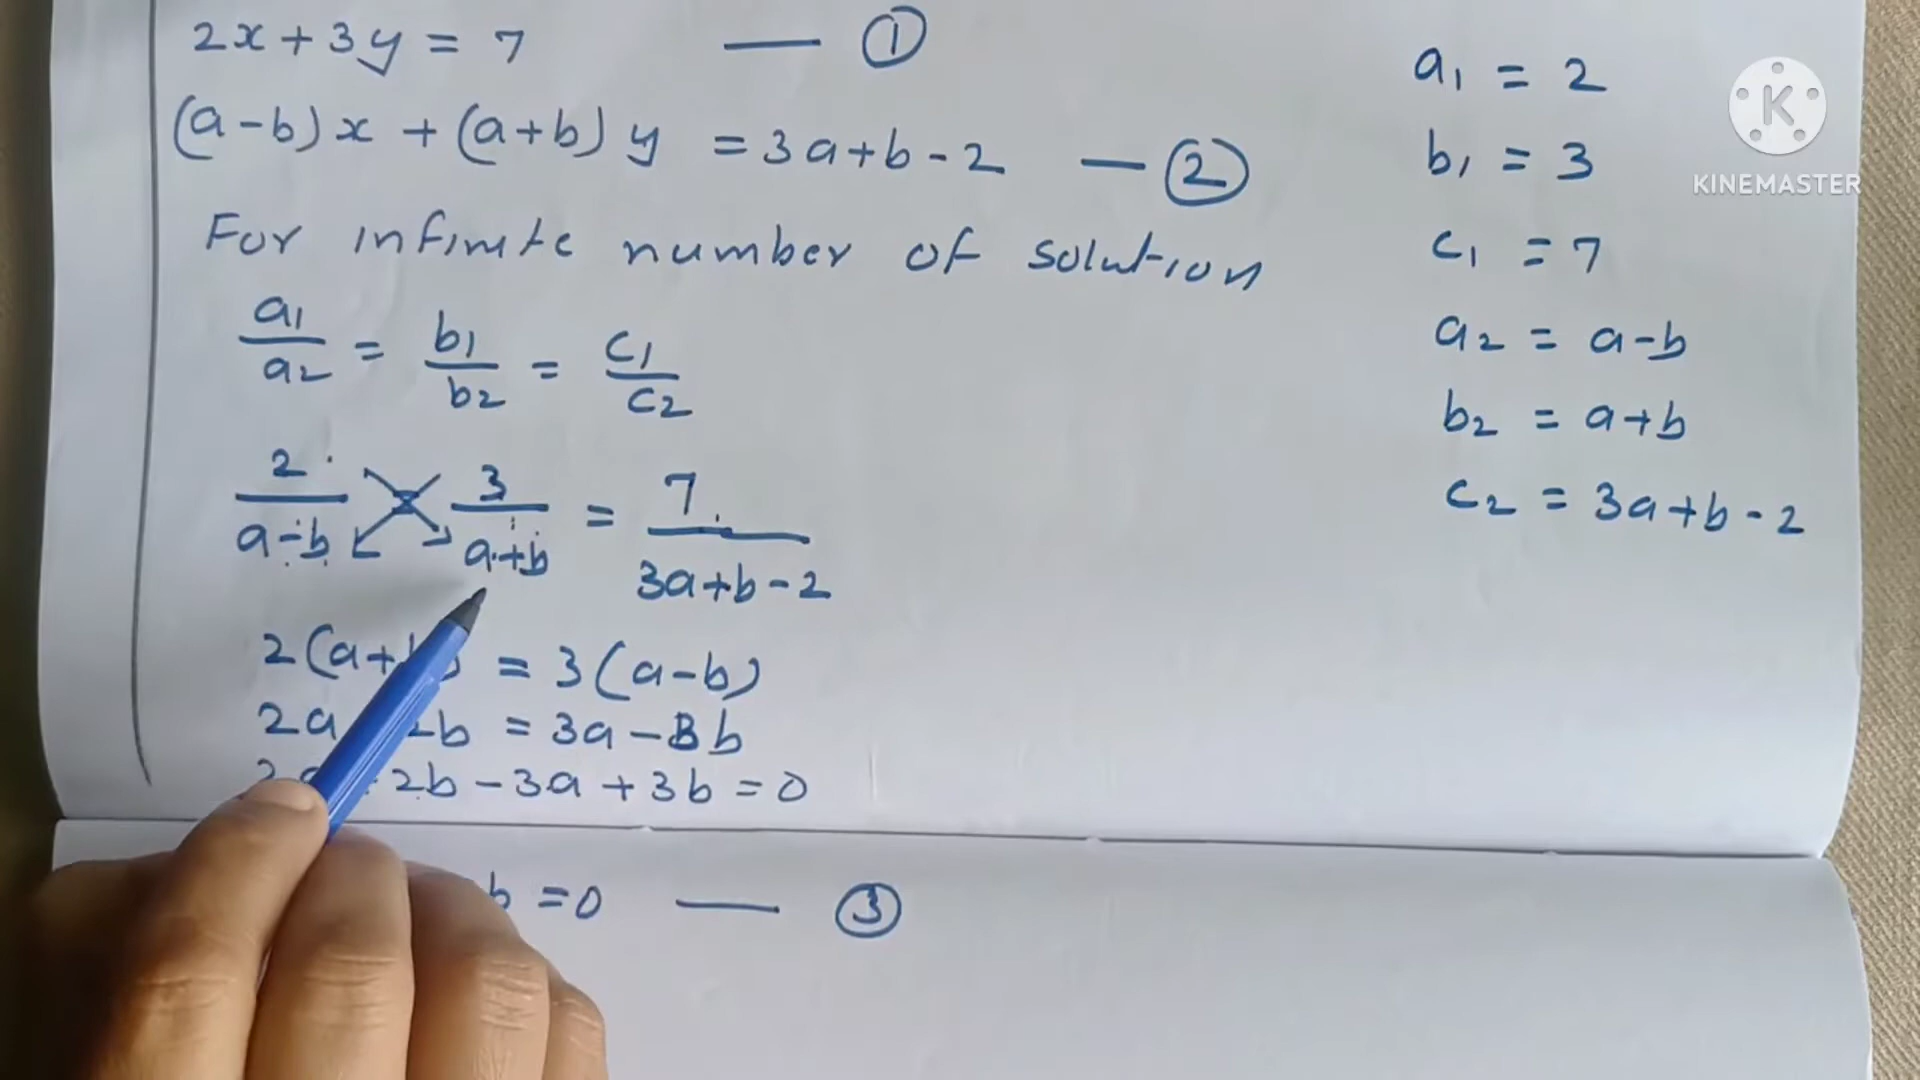 2x + 3y = 7 — ①
(a-b)x + (a+b)y = 3a+b-2 — ②
For infinite number of solution
a1/a2 = b1/b2 = c1/c2
2/(a-b) 3/(a+b) = 7/(3a+b-2)
2(a+ = 3(a-b)
2a 2b = 3a-3b
2b - 3a + 3b = 0
b = 0 — ③
a1 = 2
b1 = 3
c1 = 7
a2 = a-b
b2 = a+b
c2 = 3a+b-2
KINEMASTER